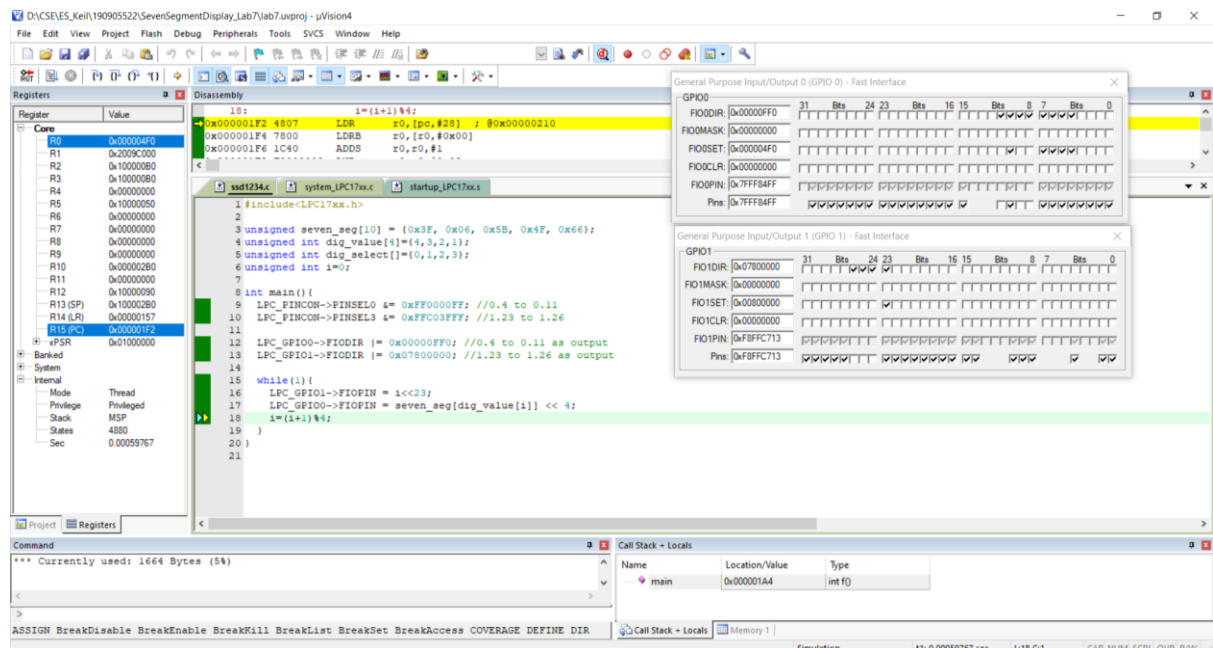 D:\CSE\ES_Keil\190905522\SevenSegmentDisplay_Lab7\lab7.uvproj - µVision4
File Edit View Project Flash Debug Peripherals Tools SVCS Window Help
Registers
Register Value
Core
R0 0x000004F0
R1 0x2009C000
R2 0x100000B0
R3 0x100000B0
R4 0x00000000
R5 0x10000050
R6 0x00000000
R7 0x00000000
R8 0x00000000
R9 0x00000000
R10 0x000002B0
R11 0x00000000
R12 0x10000090
R13 (SP) 0x100002B0
R14 (LR) 0x00000157
R15 (PC) 0x000001F2
xPSR 0x01000000
Banked
System
Internal
Mode Thread
Privilege Privileged
Stack MSP
States 4880
Sec 0.00059767
Project Registers
Disassembly
18: i=(i+1)%4;
0x000001F2 4807 LDR r0,[pc,#28] ; @0x00000210
0x000001F4 7800 LDRB r0,[r0,#0x00]
0x000001F6 1C40 ADDS r0,r0,#1
ssd1234.c system_LPC17xx.c startup_LPC17xx.s
1 #include<LPC17xx.h>
2
3 unsigned seven_seg[10] = {0x3F, 0x06, 0x5B, 0x4F, 0x66};
4 unsigned int dig_value[4]={4,3,2,1};
5 unsigned int dig_select[]={0,1,2,3};
6 unsigned int i=0;
7
8 int main(){
9 LPC_PINCON->PINSEL0 &= 0xFF0000FF; //0.4 to 0.11
10 LPC_PINCON->PINSEL3 &= 0xFFC03FFF; //1.23 to 1.26
11
12 LPC_GPIO0->FIODIR |= 0x00000FF0; //0.4 to 0.11 as output
13 LPC_GPIO1->FIODIR |= 0x07800000; //1.23 to 1.26 as output
14
15 while(1){
16 LPC_GPIO1->FIOPIN = i<<23;
17 LPC_GPIO0->FIOPIN = seven_seg[dig_value[i]] << 4;
18 i=(i+1)%4;
19 }
20 }
21
General Purpose Input/Output 0 (GPIO 0) - Fast Interface
GPIO0
31 Bits 24 23 Bits 16 15 Bits 8 7 Bits 0
FIO0DIR: 0x00000FF0
FIO0MASK: 0x00000000
FIO0SET: 0x000004F0
FIO0CLR: 0x00000000
FIO0PIN: 0x7FFF84FF
Pins: 0x7FFF84FF
General Purpose Input/Output 1 (GPIO 1) - Fast Interface
GPIO1
31 Bits 24 23 Bits 16 15 Bits 8 7 Bits 0
FIO1DIR: 0x07800000
FIO1MASK: 0x00000000
FIO1SET: 0x00800000
FIO1CLR: 0x00000000
FIO1PIN: 0xF8FFC713
Pins: 0xF8FFC713
Command
*** Currently used: 1664 Bytes (5%)
>
ASSIGN BreakDisable BreakEnable BreakKill BreakList BreakSet BreakAccess COVERAGE DEFINE DIR
Call Stack + Locals
Name Location/Value Type
main 0x000001A4 int f()
Call Stack + Locals Memory 1